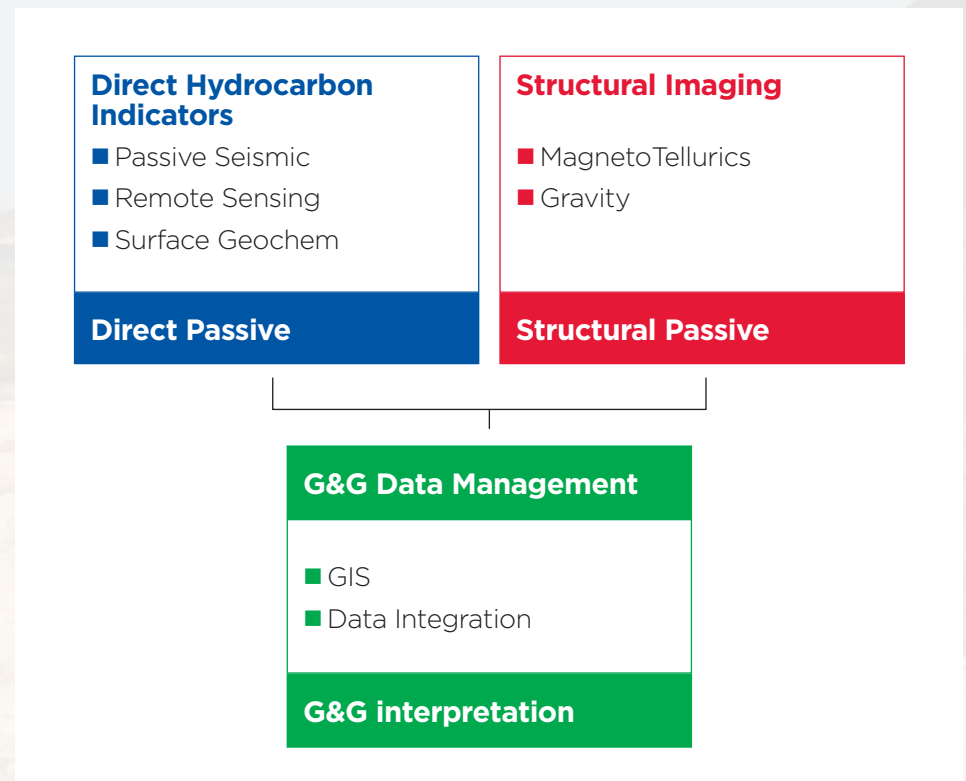 Direct Hydrocarbon
Indicators
Passive Seismic
Remote Sensing
Surface Geochem
Direct Passive
Structural Imaging
MagnetoTellurics
Gravity
Structural Passive
G&G Data Management
GIS
Data Integration
G&G interpretation